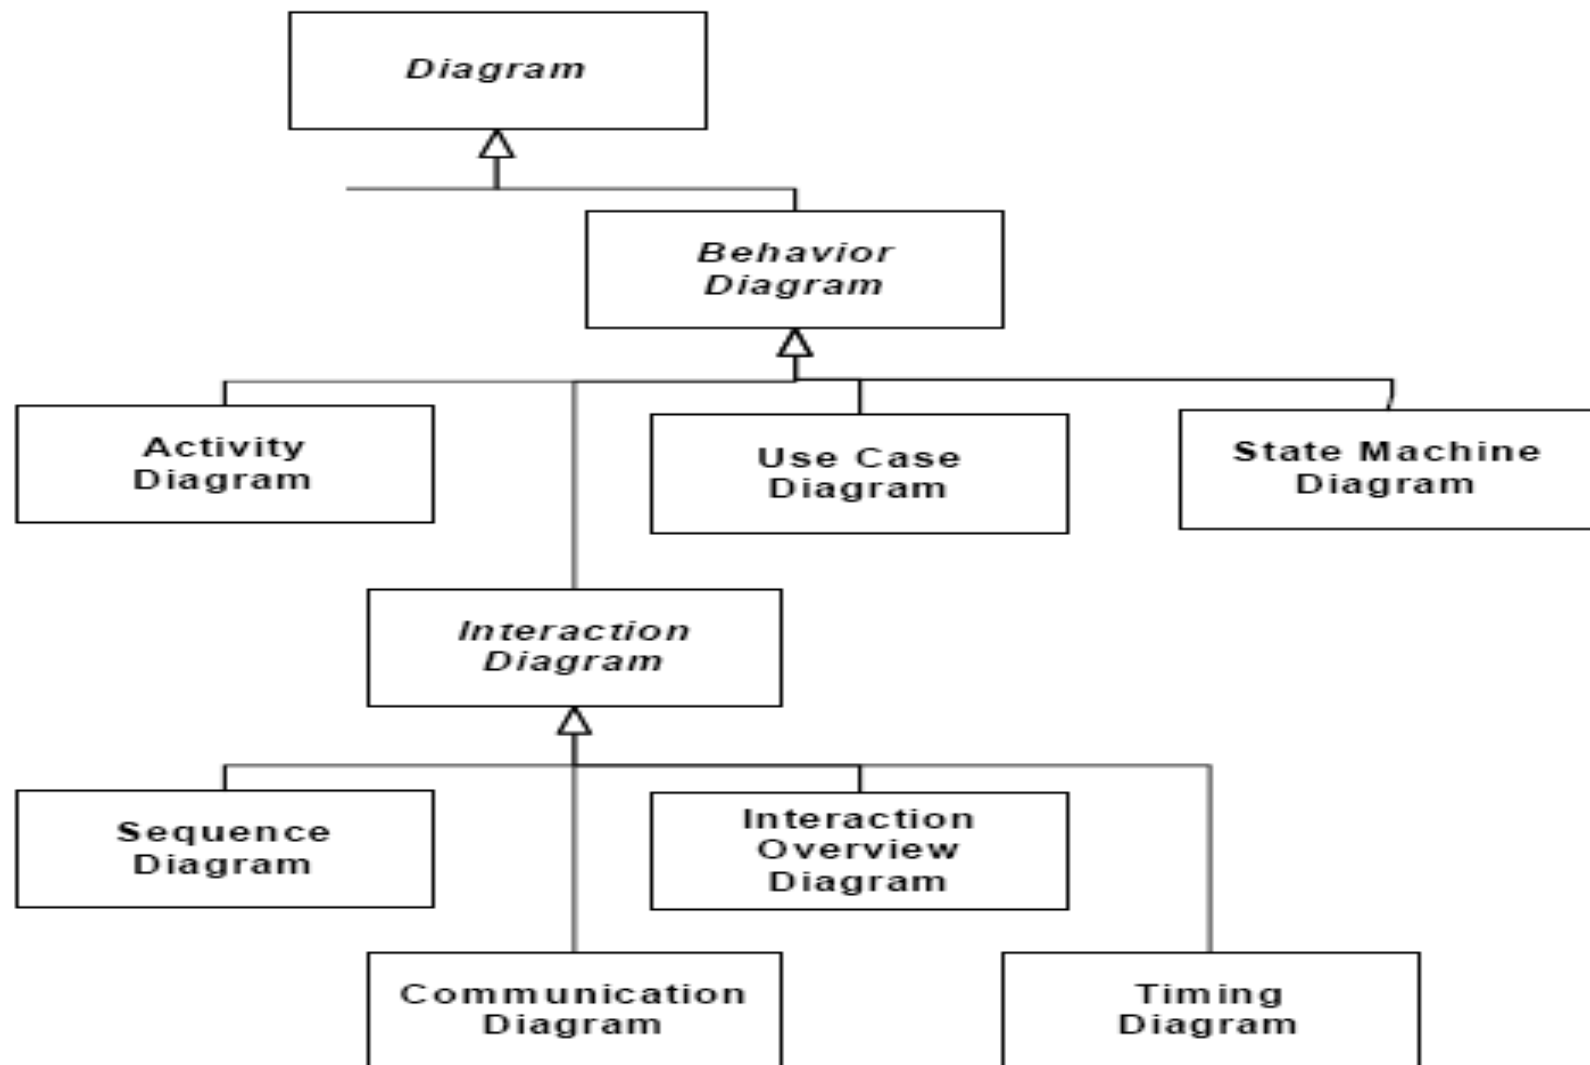 Diagram
Behavior
Diagram
Activity
Diagram
Use Case
Diagram
State Machine
Diagram
Interaction
Diagram
Sequence
Diagram
Interaction
Overview
Diagram
Communication
Diagram
Timing
Diagram